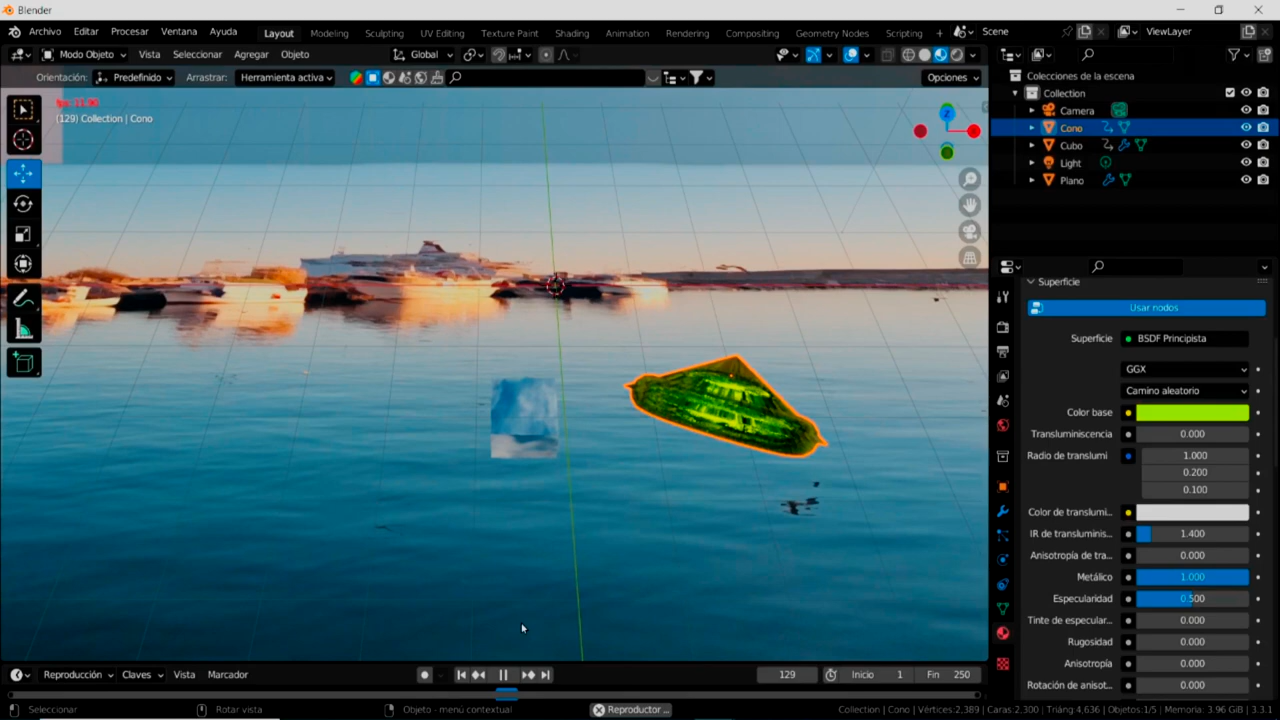 Blender
Archivo Editar Procesar Ventana Ayuda Layout Modeling Sculpting UV Editing Texture Paint Shading Animation Rendering Compositing Geometry Nodes Scripting + Scene ViewLayer
Modo Objeto Vista Seleccionar Agregar Objeto Global
Orientación: Predefinido Arrastrar: Herramienta activa Opciones
(129) Collection | Cono
Z
Colecciones de la escena
Collection
Camera
Cono
Cubo
Light
Plano
Superficie
Usar nodos
Superficie BSDF Principista
GGX
Camino aleatorio
Color base
Transluminiscencia 0.000
Radio de translumi 1.000
0.200
0.100
Color de translumi...
IR de transluminis... 1.400
Anisotropía de tra... 0.000
Metálico 1.000
Especularidad 0.500
Tinte de especular... 0.000
Rugosidad 0.000
Anisotropía 0.000
Rotación de anisot... 0.000
Reproducción Claves Vista Marcador 129 Inicio 1 Fin 250
Seleccionar Rotar vista Objeto - menú contextual Reproductor ... Collection | Cono | Vértices:2,389 | Caras:2,300 | Triáng:4,636 | Objetos:1/5 | Memoria: 3.96 GiB | 3.3.1